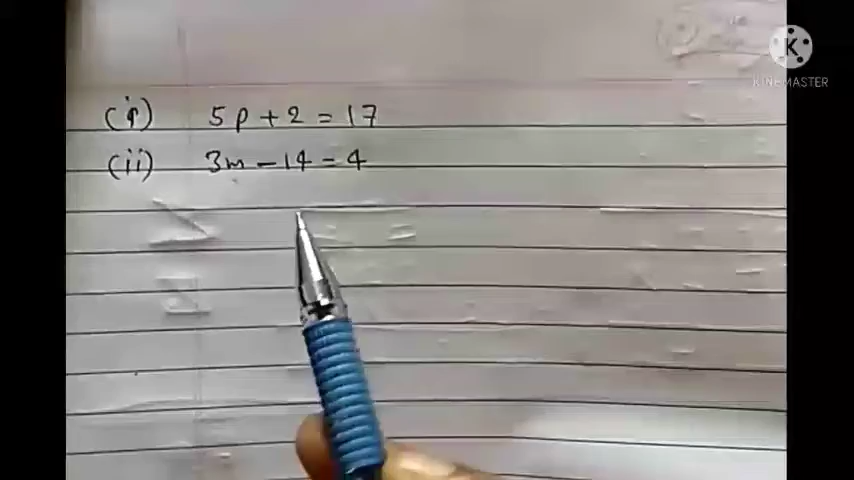 K
KINEMASTER
(i) 5p + 2 = 17
(ii) 3m - 14 = 4